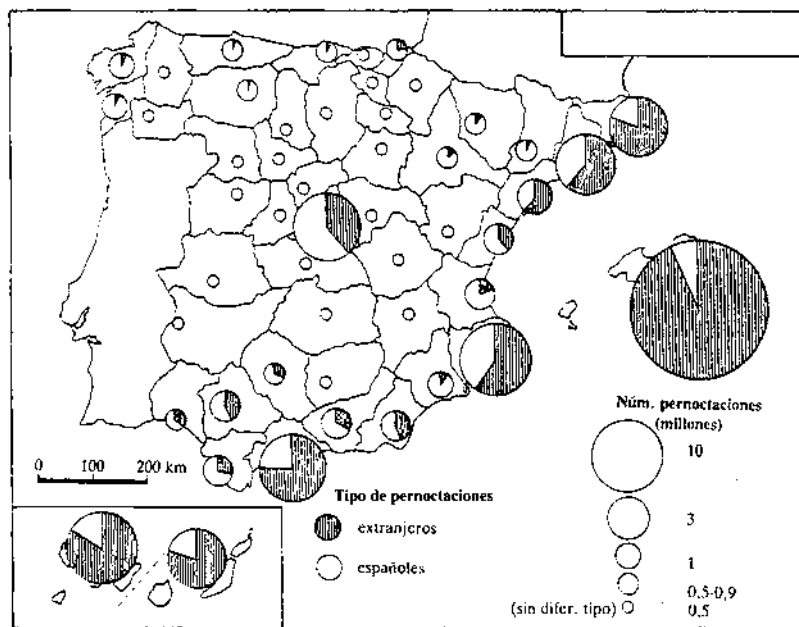 0 100 200 km
Tipo de pernoctaciones
extranjeros
españoles
Núm. pernoctaciones
(millones)
10
3
1
0,5-0,9
(sin difer. tipo) 0,5